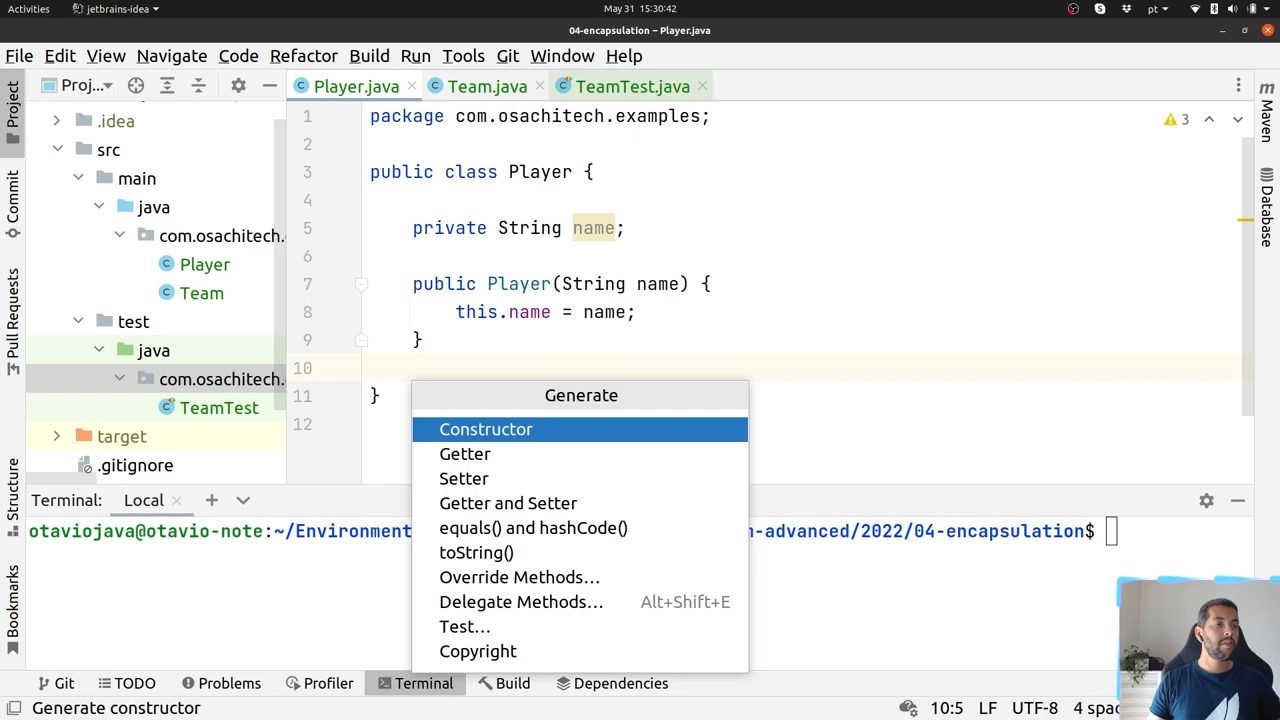 Activities jetbrains-idea May 31 15:30:42 pt
04-encapsulation – Player.java
File Edit View Navigate Code Refactor Build Run Tools Git Window Help
Proj... Player.java Team.java TeamTest.java
Project
Commit
Pull Requests
Structure
Bookmarks
.idea
src
main
java
com.osachitech.
Player
Team
test
java
com.osachitech.
TeamTest
target
.gitignore
1 package com.osachitech.examples;
2
3 public class Player {
4
5 private String name;
6
7 public Player(String name) {
8 this.name = name;
9 }
10
11 }
12
3
Maven
Database
Generate
Constructor
Getter
Setter
Getter and Setter
equals() and hashCode()
toString()
Override Methods...
Delegate Methods... Alt+Shift+E
Test...
Copyright
Terminal: Local
otaviojava@otavio-note:~/Environment m-advanced/2022/04-encapsulation$
Git TODO Problems Profiler Terminal Build Dependencies
Generate constructor 10:5 LF UTF-8 4 spac